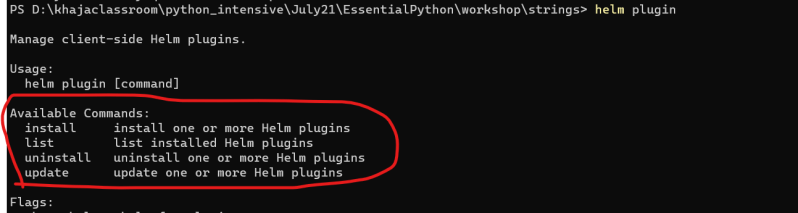 PS D:\khajaclassroom\python_intensive\July21\EssentialPython\workshop\strings> helm plugin
Manage client-side Helm plugins.
Usage:
helm plugin [command]
Available Commands:
install install one or more Helm plugins
list list installed Helm plugins
uninstall uninstall one or more Helm plugins
update update one or more Helm plugins
Flags: